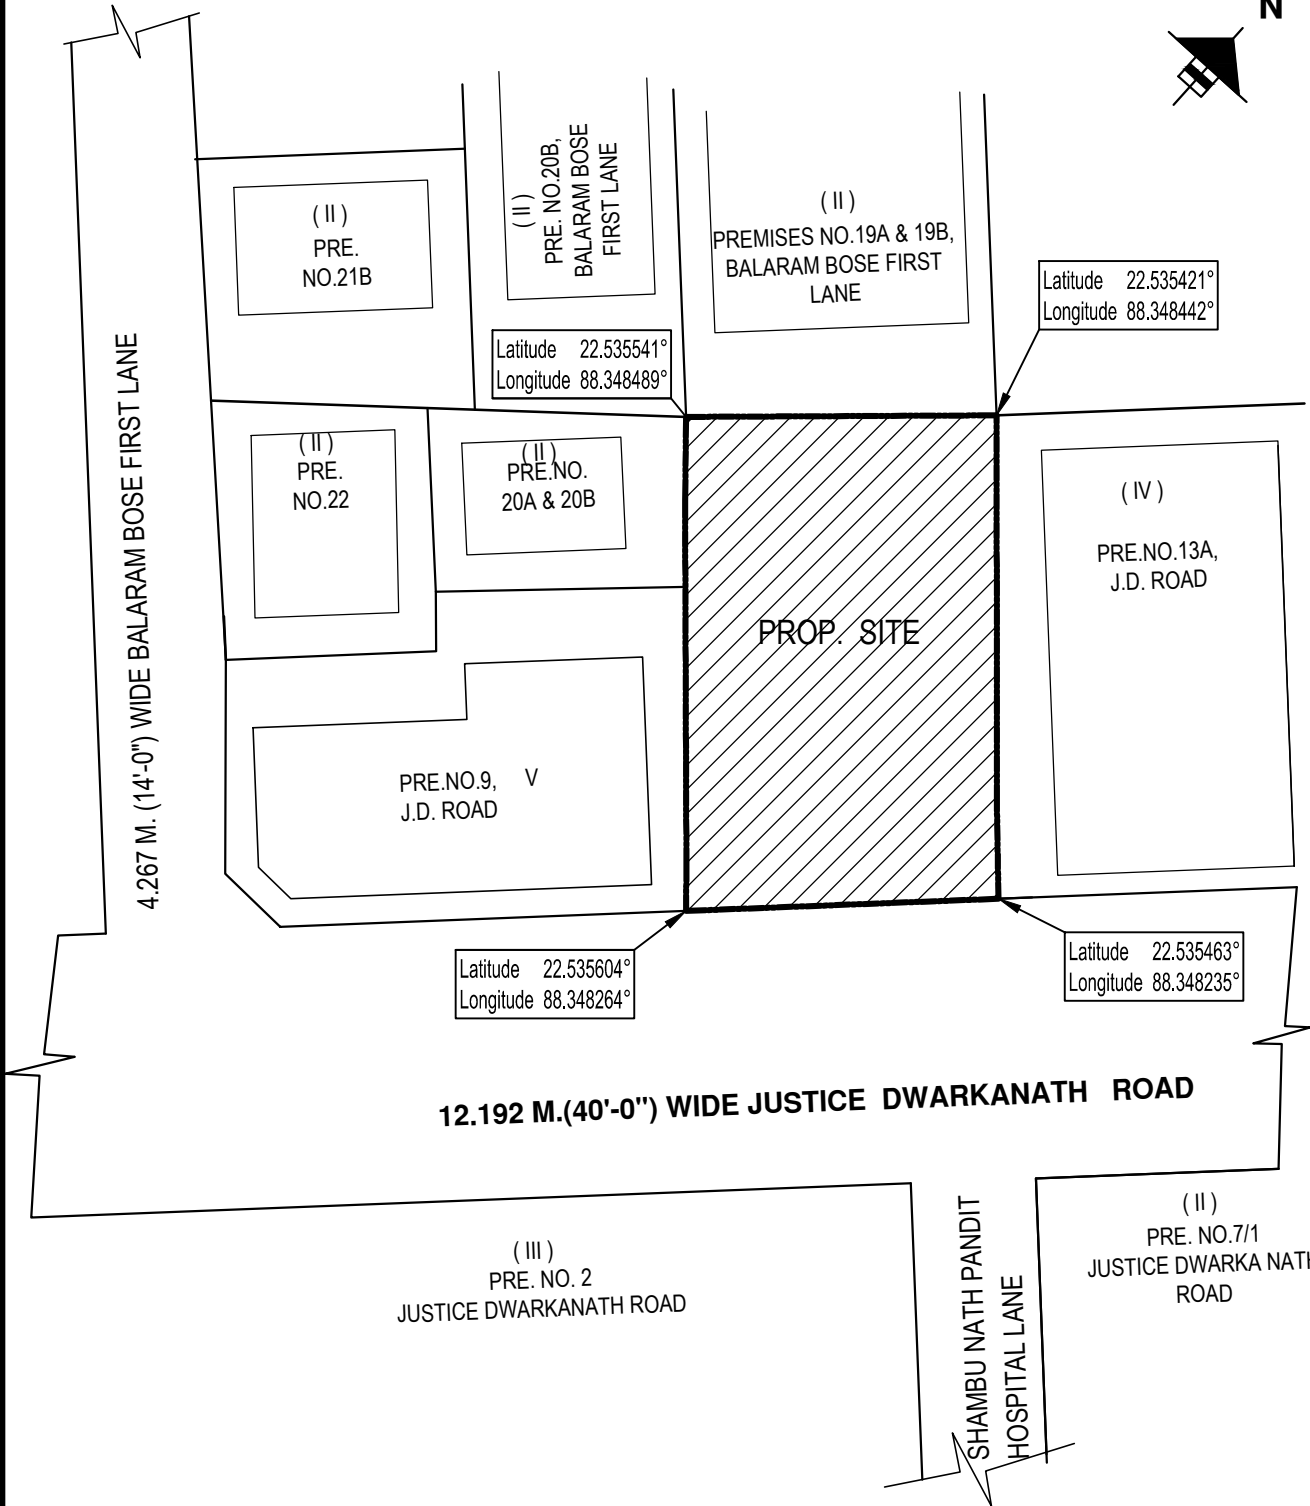 N
( II )
PRE.
NO.21B
( II )
PRE. NO.20B,
BALARAM BOSE
FIRST LANE
( II )
PREMISES NO.19A & 19B,
BALARAM BOSE FIRST
LANE
Latitude 22.535421°
Longitude 88.348442°
Latitude 22.535541°
Longitude 88.348489°
4.267 M. (14'-0") WIDE BALARAM BOSE FIRST LANE
( II )
PRE.
NO.22
( II )
PRE.NO.
20A & 20B
( IV )
PRE.NO.13A,
J.D. ROAD
PROP. SITE
PRE.NO.9, V
J.D. ROAD
Latitude 22.535604°
Longitude 88.348264°
Latitude 22.535463°
Longitude 88.348235°
12.192 M.(40'-0") WIDE JUSTICE DWARKANATH ROAD
( III )
PRE. NO. 2
JUSTICE DWARKANATH ROAD
SHAMBU NATH PANDIT
HOSPITAL LANE
( II )
PRE. NO.7/1
JUSTICE DWARKA NATH
ROAD